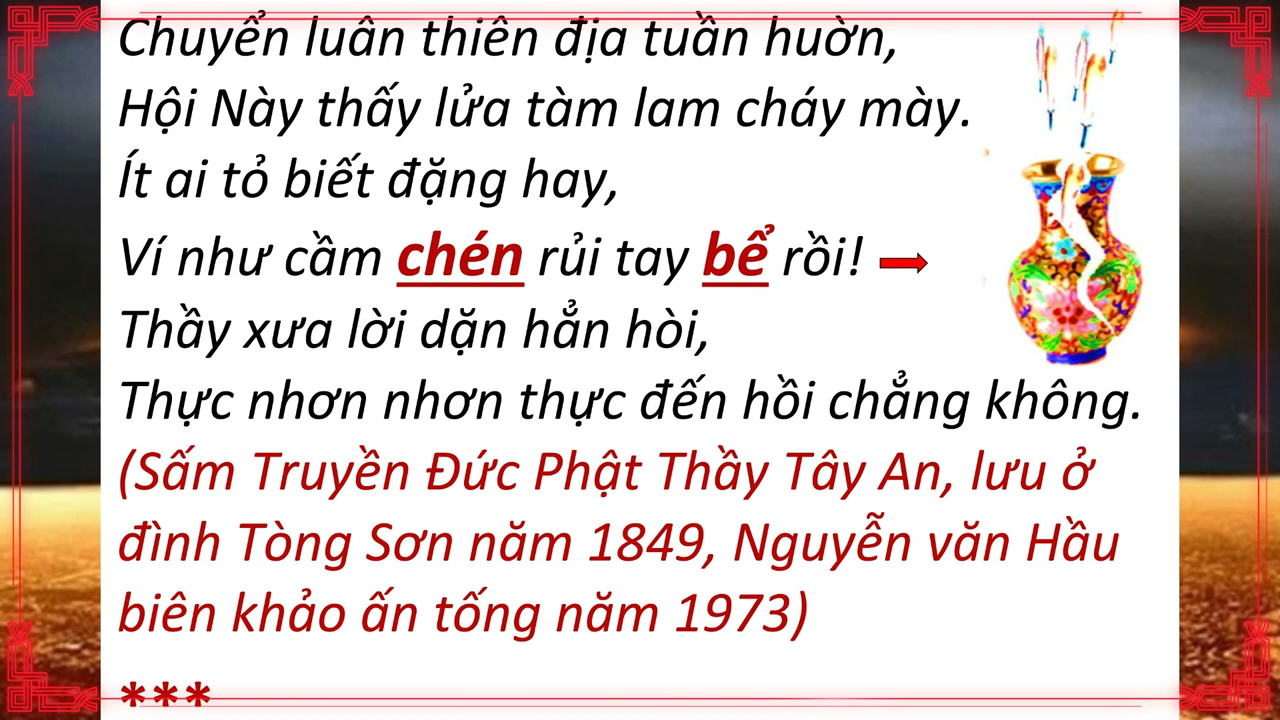 Chuyển luân thiên địa tuần huờn,
Hội Này thấy lửa tàm lam cháy mày.
Ít ai tỏ biết đặng hay,
Ví như cầm chén rủi tay bể rồi!
Thầy xưa lời dặn hẳn hòi,
Thực nhơn nhơn thực đến hồi chẳng không.
(Sấm Truyền Đức Phật Thầy Tây An, lưu ở
đình Tòng Sơn năm 1849, Nguyễn văn Hầu
biên khảo ấn tống năm 1973)
***